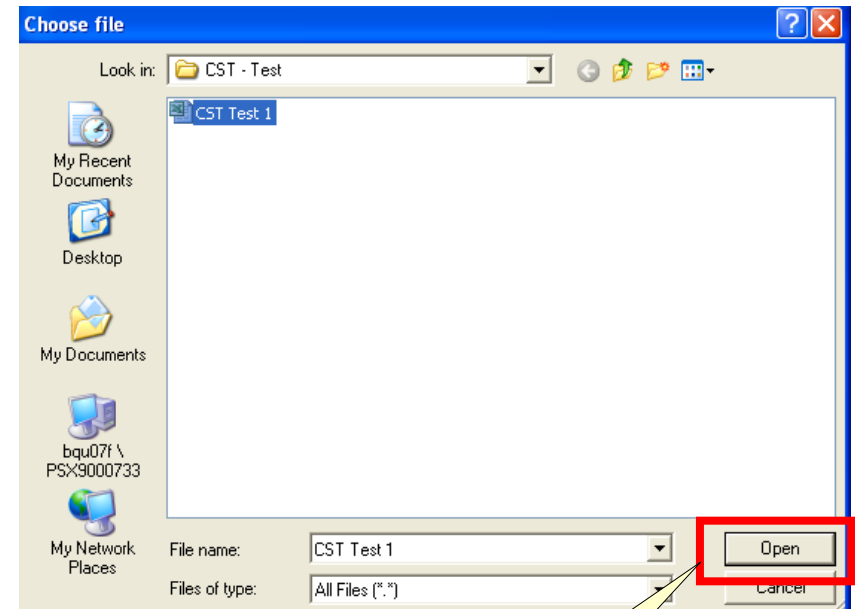 Choose file
Look in:
CST - Test
CST Test 1
My Recent
Documents
Desktop
My Documents
bqu07f \
PSX9000733
My Network
Places
File name:
CST Test 1
Open
Files of type:
All Files (*.*)
Cancel